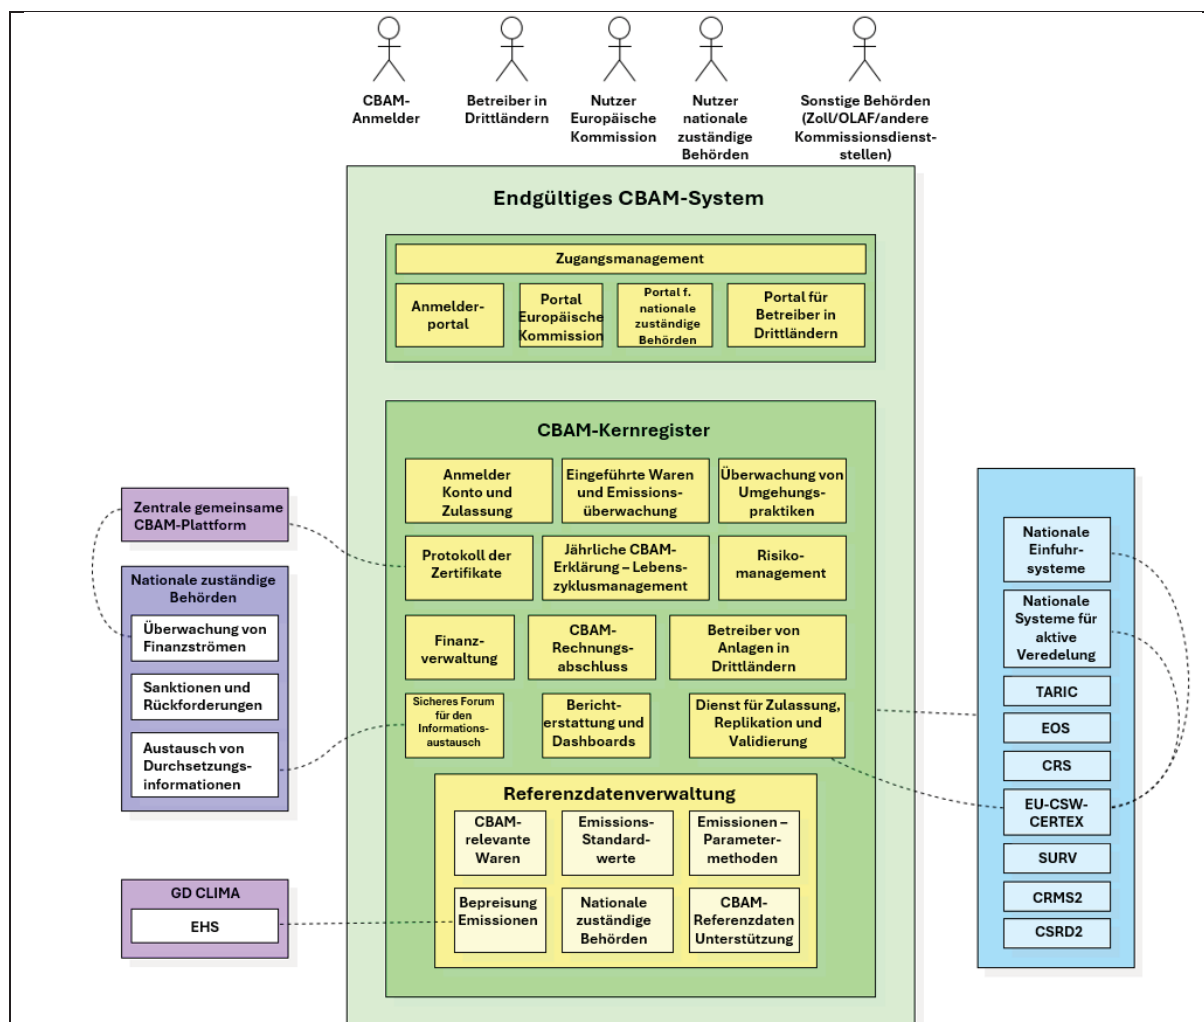 CBAM-
Anmelder
Betreiber in
Drittländern
Nutzer
Europäische
Kommission
Nutzer
nationale
zuständige
Behörden
Sonstige Behörden
(Zoll/OLAF/andere
Kommissionsdienst-
stellen)
Endgültiges CBAM-System
Zugangsmanagement
Anmelder-
portal
Portal
Europäische
Kommission
Portal f.
nationale
zuständige
Behörden
Portal für
Betreiber in
Drittländern
CBAM-Kernregister
Anmelder
Konto und
Zulassung
Eingeführte Waren
und Emissions-
überwachung
Überwachung von
Umgehungs-
praktiken
Protokoll der
Zertifikate
Jährliche CBAM-
Erklärung – Lebens-
zyklusmanagement
Risiko-
management
Finanz-
verwaltung
CBAM-
Rechnungs-
abschluss
Betreiber von
Anlagen in
Drittländern
Sicheres Forum
für den
Informations-
austausch
Bericht-
erstattung und
Dashboards
Dienst für Zulassung,
Replikation und
Validierung
Referenzdatenverwaltung
CBAM-
relevante
Waren
Emissions-
Standard-
werte
Emissionen –
Parameter-
methoden
Bepreisung
Emissionen
Nationale
zuständige
Behörden
CBAM-
Referenzdaten
Unterstützung
Zentrale gemeinsame
CBAM-Plattform
Nationale zuständige
Behörden
Überwachung von
Finanzströmen
Sanktionen und
Rückforderungen
Austausch von
Durchsetzungs-
informationen
GD CLIMA
EHS
Nationale
Einfuhr-
systeme
Nationale
Systeme für
aktive
Veredelung
TARIC
EOS
CRS
EU-CSW-
CERTEX
SURV
CRMS2
CSRD2